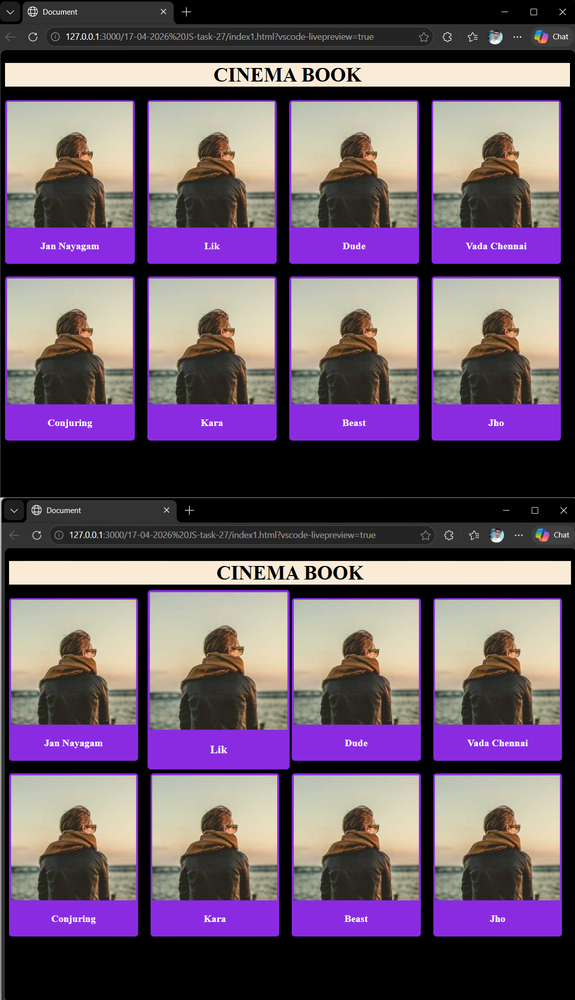 Document
127.0.0.1:3000/17-04-2026%20JS-task-27/index1.html?vscode-livepreview=true
Chat
CINEMA BOOK
Jan Nayagam
Lik
Dude
Vada Chennai
Conjuring
Kara
Beast
Jho
Document
127.0.0.1:3000/17-04-2026%20JS-task-27/index1.html?vscode-livepreview=true
Chat
CINEMA BOOK
Jan Nayagam
Lik
Dude
Vada Chennai
Conjuring
Kara
Beast
Jho